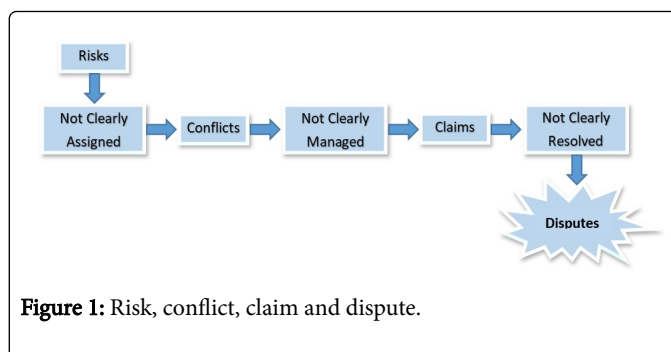 Risks
Not Clearly
Assigned
Conflicts
Not Clearly
Managed
Claims
Not Clearly
Resolved
Disputes
Figure 1: Risk, conflict, claim and dispute.